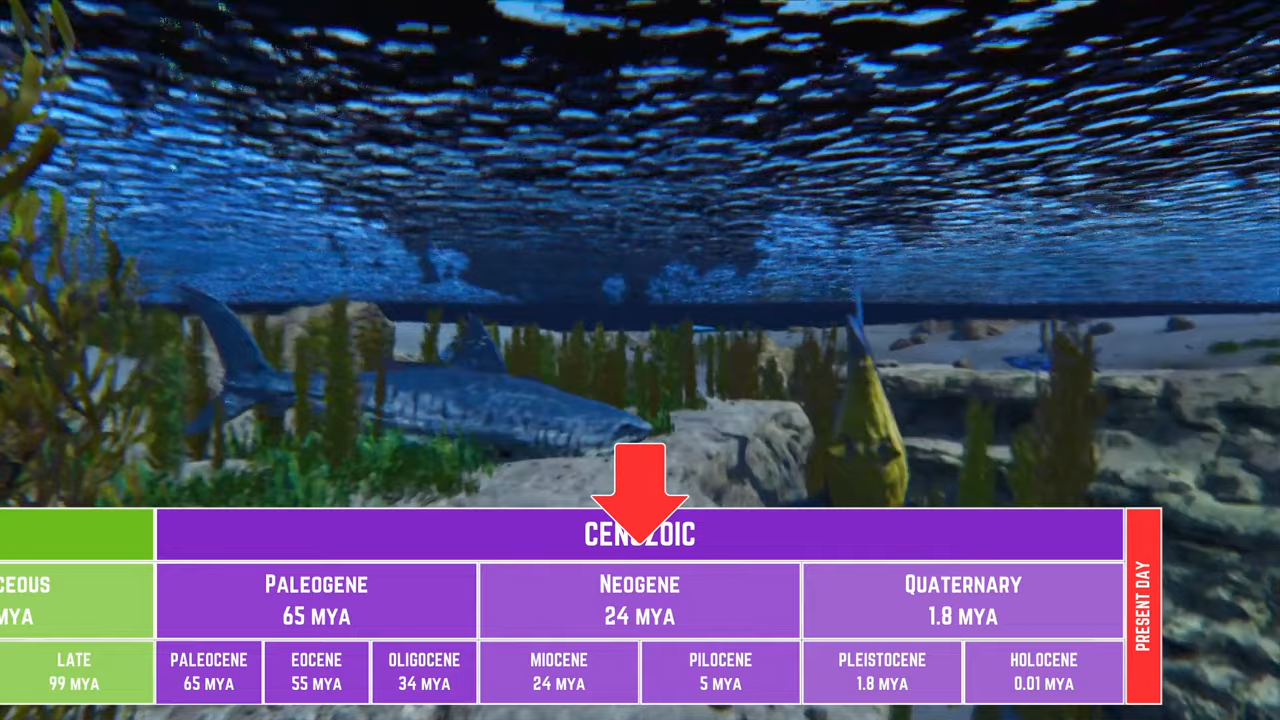 CENOZOIC
CEOUS
MYA
PALEOGENE
65 MYA
NEOGENE
24 MYA
QUATERNARY
1.8 MYA
LATE
99 MYA
PALEOCENE
65 MYA
EOCENE
55 MYA
OLIGOCENE
34 MYA
MIOCENE
24 MYA
PILOCENE
5 MYA
PLEISTOCENE
1.8 MYA
HOLOCENE
0.01 MYA
PRESENT DAY